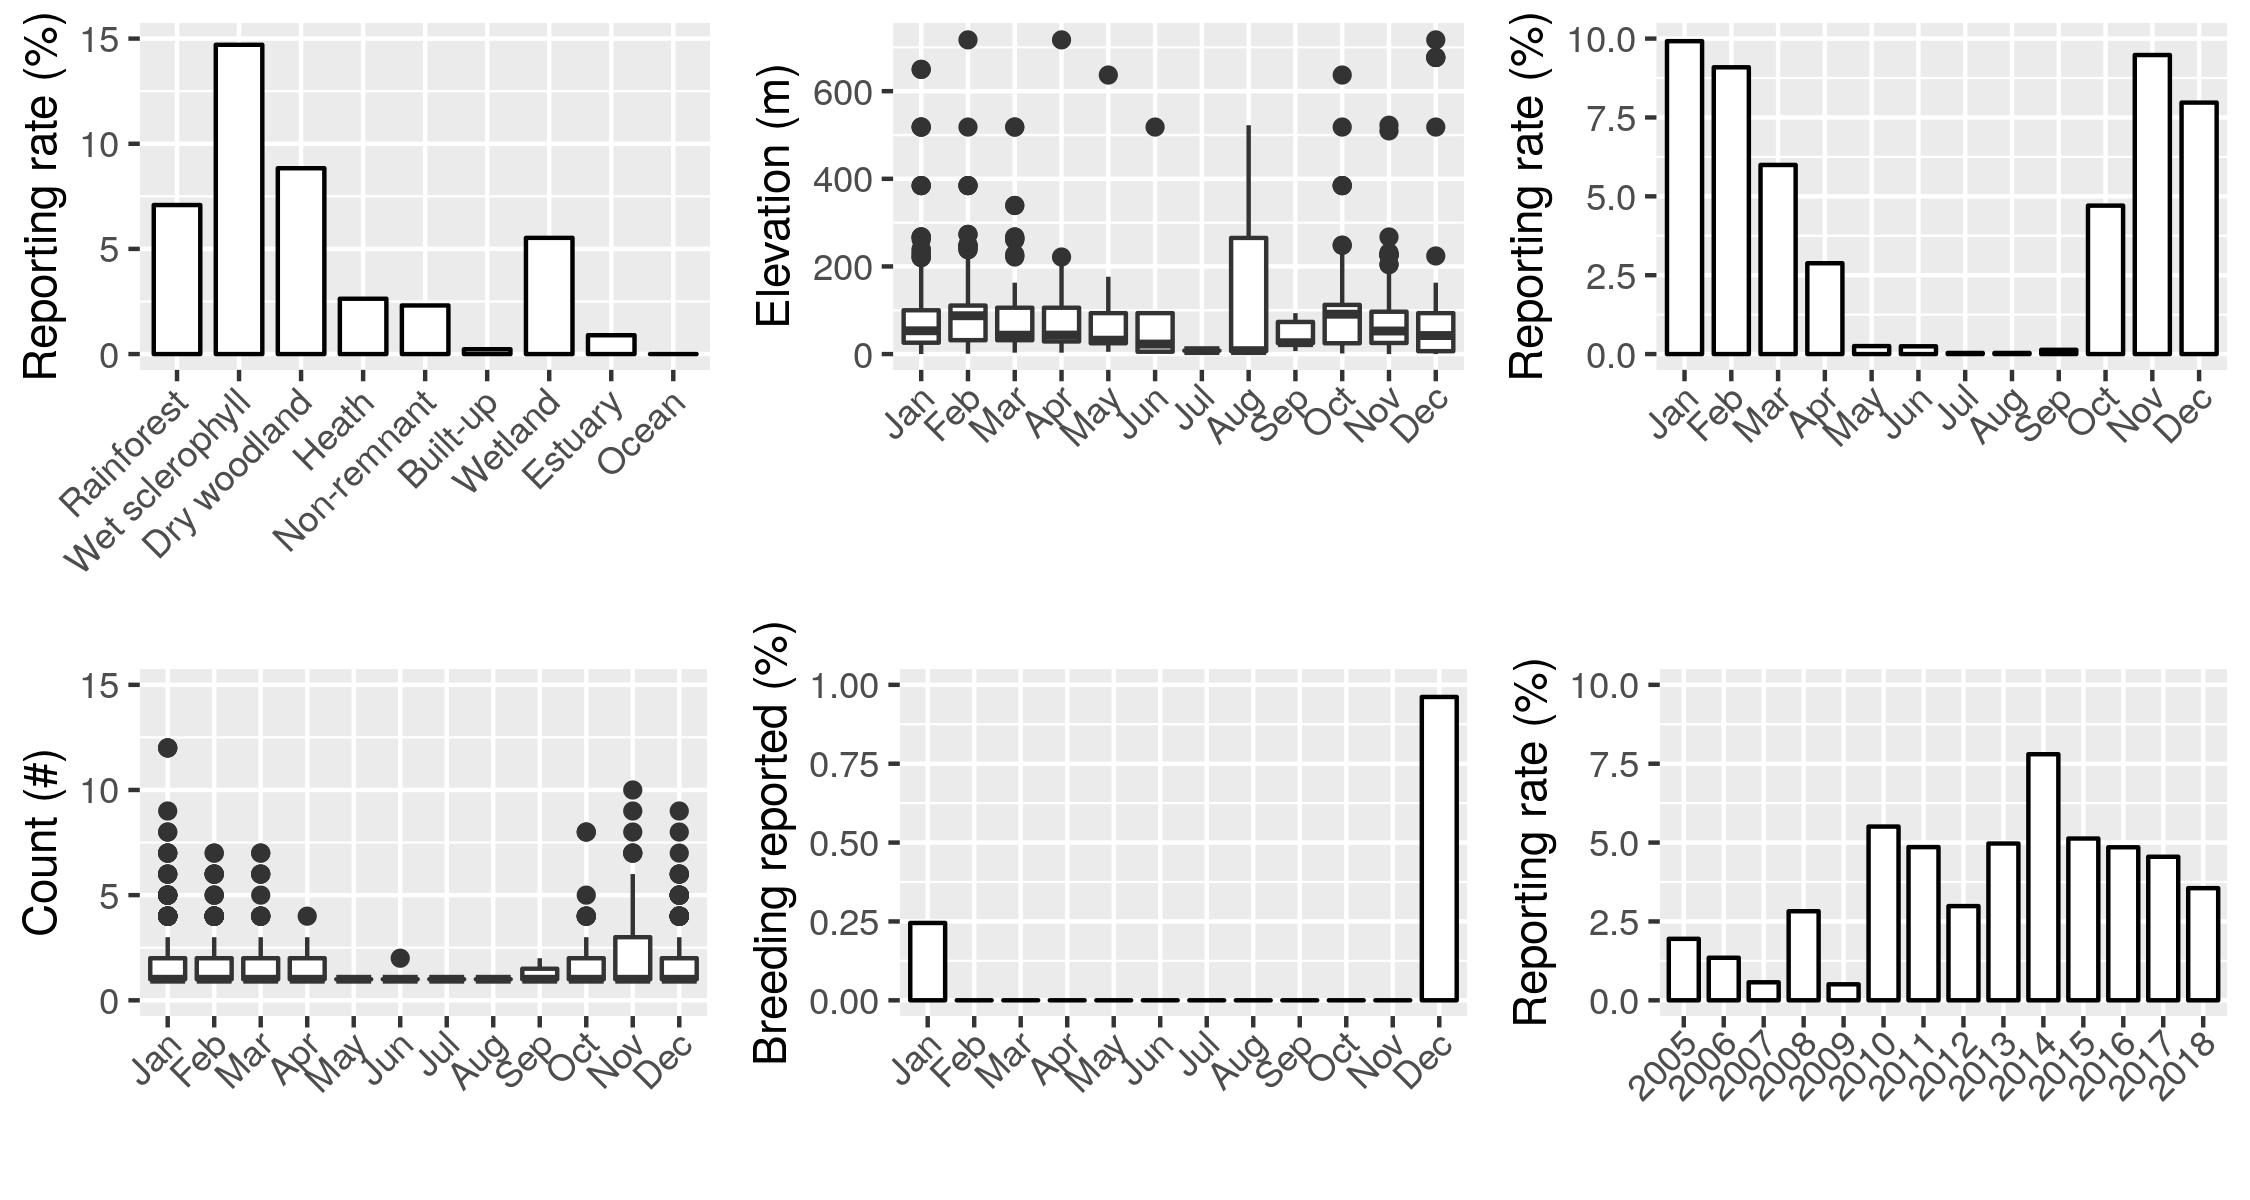 Reporting rate (%)
15
10
5
0
Rainforest
Wet sclerophyll
Dry woodland
Heath
Non-remnant
Built-up
Wetland
Estuary
Ocean
Elevation (m)
600
400
200
0
Jan
Feb
Mar
Apr
May
Jun
Jul
Aug
Sep
Oct
Nov
Dec
Reporting rate (%)
10.0
7.5
5.0
2.5
0.0
Jan
Feb
Mar
Apr
May
Jun
Jul
Aug
Sep
Oct
Nov
Dec
Count (#)
15
10
5
0
Jan
Feb
Mar
Apr
May
Jun
Jul
Aug
Sep
Oct
Nov
Dec
Breeding reported (%)
1.00
0.75
0.50
0.25
0.00
Jan
Feb
Mar
Apr
May
Jun
Jul
Aug
Sep
Oct
Nov
Dec
Reporting rate (%)
10.0
7.5
5.0
2.5
0.0
2005
2006
2007
2008
2009
2010
2011
2012
2013
2014
2015
2016
2017
2018